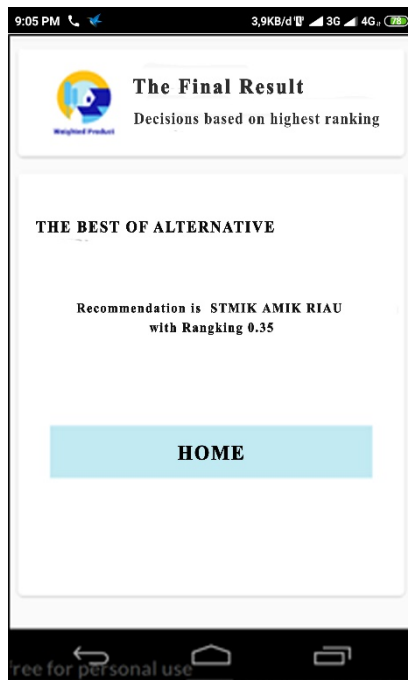 9:05 PM 3,9KB/d 3G 4G 78
The Final Result
Decisions based on highest ranking
Weighted Product
THE BEST OF ALTERNATIVE
Recommendation is STMIK AMIK RIAU
with Rangking 0.35
HOME
free for personal use